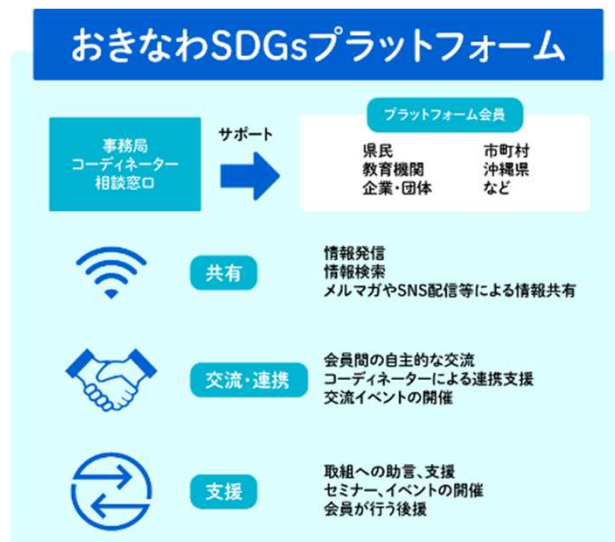 おきなわSDGsプラットフォーム
事務局
コーディネーター
相談窓口
サポート
プラットフォーム会員
県民
教育機関
企業・団体
市町村
沖縄県
など
共有
情報発信
情報検索
メルマガやSNS配信等による情報共有
交流・連携
会員間の自主的な交流
コーディネーターによる連携支援
交流イベントの開催
支援
取組への助言、支援
セミナー、イベントの開催
会員が行う後援